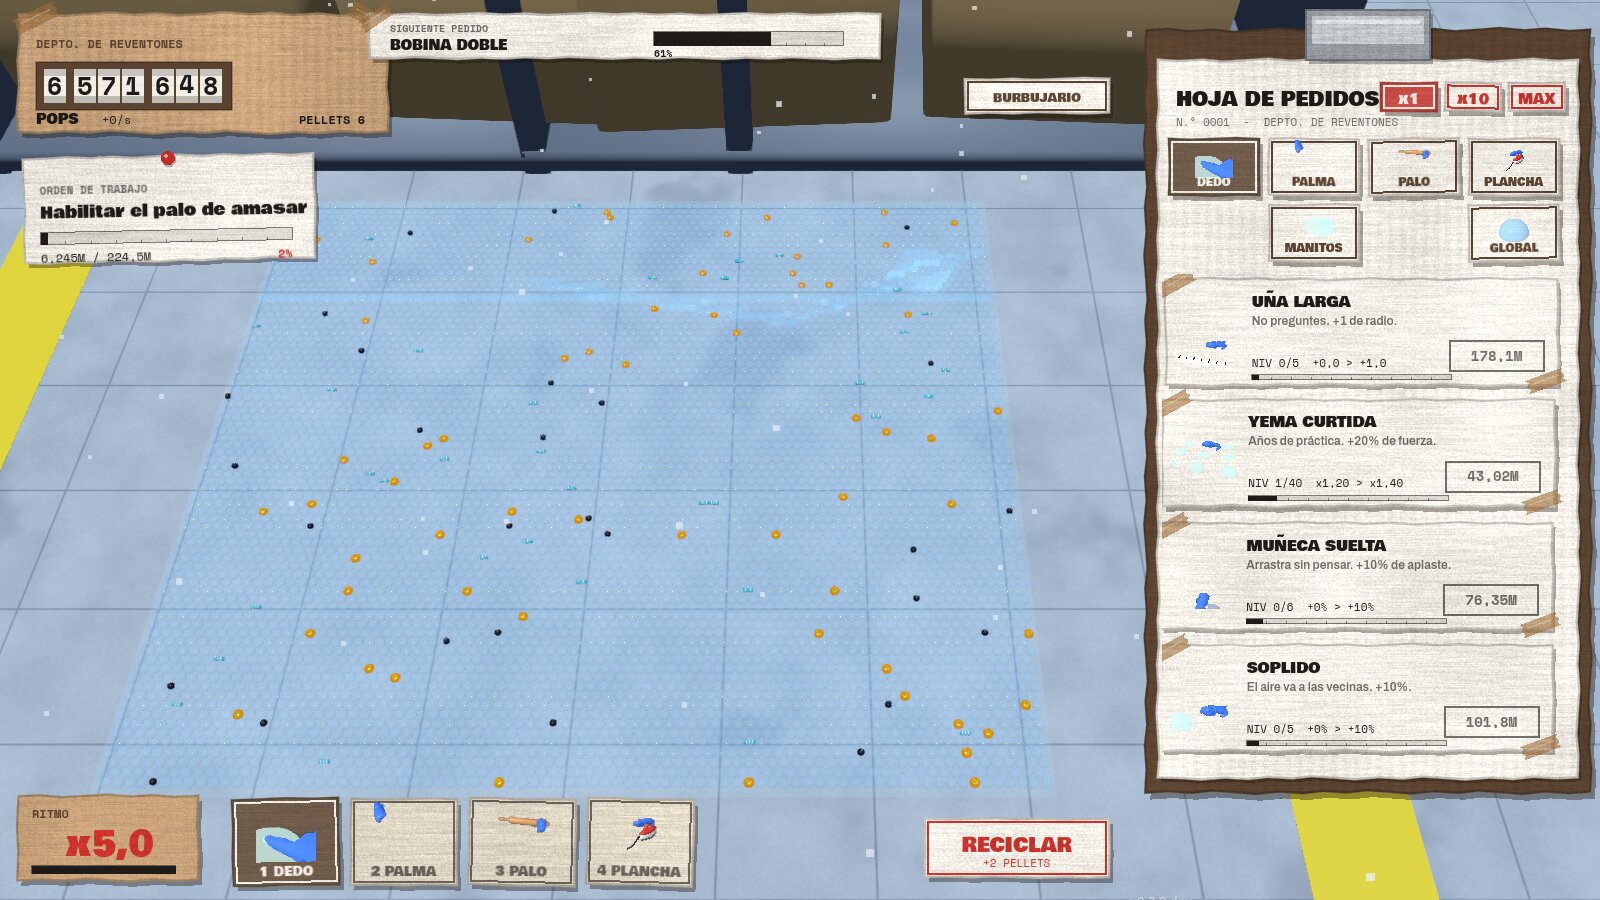 DEPTO. DE REVENTONES
6 571 648
POPS +0/s PELLETS 6
SIGUIENTE PEDIDO
BOBINA DOBLE
61%
BURBUJARIO
ORDEN DE TRABAJO
Habilitar el palo de amasar
6,245M / 224,5M 2%
HOJA DE PEDIDOS x1 x10 MAX
N.° 0001 - DEPTO. DE REVENTONES
DEDO PALMA PALO PLANCHA
MANITOS GLOBAL
UÑA LARGA
No preguntes. +1 de radio.
NIV 0/5 +0,0 > +1,0 178,1M
YEMA CURTIDA
Años de práctica. +20% de fuerza.
NIV 1/40 x1,20 > x1,40 43,02M
MUÑECA SUELTA
Arrastra sin pensar. +10% de aplaste.
NIV 0/6 +0% > +10% 76,35M
SOPLIDO
El aire va a las vecinas. +10%.
NIV 0/5 +0% > +10% 101,8M
RITMO
x5,0
1 DEDO 2 PALMA 3 PALO 4 PLANCHA
RECICLAR
+2 PELLETS